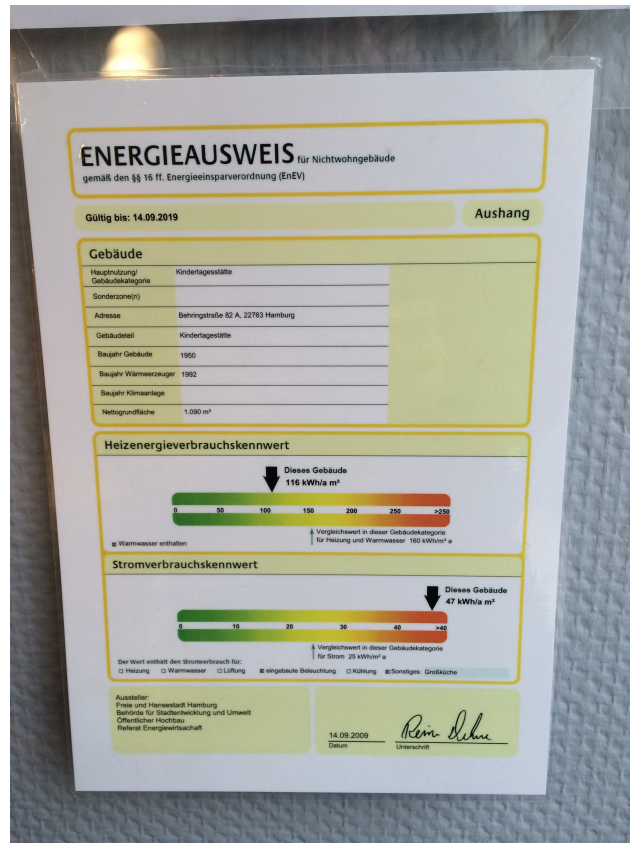 ENERGIEAUSWEIS für Nichtwohngebäude
gemäß den §§ 16 ff. Energieeinsparverordnung (EnEV)
Gültig bis: 14.09.2019
Aushang
Gebäude
Hauptnutzung/
Gebäudekategorie
Kindertagesstätte
Sonderzone(n)
Adresse Behringstraße 82 A, 22763 Hamburg
Gebäudeteil Kindertagestätte
Baujahr Gebäude 1950
Baujahr Wärmeerzeuger 1992
Baujahr Klimaanlage
Nettogrundfläche 1.090 m²
Heizenergieverbrauchskennwert
Dieses Gebäude
116 kWh/a m²
0 50 100 150 200 250 >250
Vergleichswert in dieser Gebäudekategorie
für Heizung und Warmwasser 160 kWh/m² a
☒ Warmwasser enthalten
Stromverbrauchskennwert
Dieses Gebäude
47 kWh/a m²
0 10 20 30 40 >40
Vergleichswert in dieser Gebäudekategorie
für Strom 25 kWh/m² a
Der Wert enthält den Stromverbrauch für:
☐ Heizung ☐ Warmwasser ☐ Lüftung ☒ eingebaute Beleuchtung ☐ Kühlung ☒ Sonstiges: Großküche
Aussteller:
Freie und Hansestadt Hamburg
Behörde für Stadtentwicklung und Umwelt
Öffentlicher Hochbau
Referat Energiewirtsachaft
14.09.2009
Datum
Unterschrift